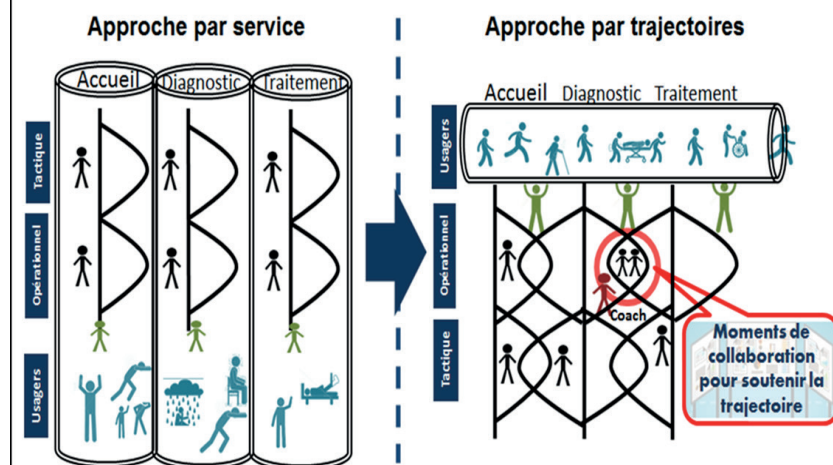 Approche par service
Accueil
Diagnostic
Traitement
Tactique
Opérationnel
Usagers
Approche par trajectoires
Accueil Diagnostic Traitement
Usagers
Opérationnel
Tactique
Coach
Moments de
collaboration
pour soutenir la
trajectoire